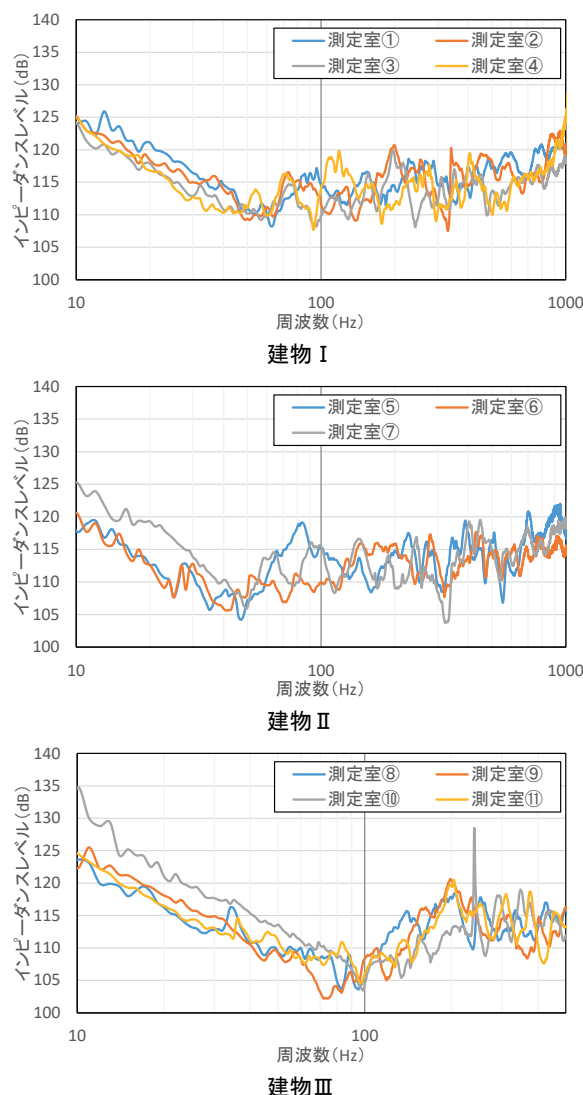 140
135
130
125
120
115
110
105
100
インピーダンスレベル(dB)
測定室① 測定室②
測定室③ 測定室④
10 100 1000
周波数(Hz)
建物Ⅰ
140
135
130
125
120
115
110
105
100
インピーダンスレベル(dB)
測定室⑤ 測定室⑥
測定室⑦
10 100 1000
周波数(Hz)
建物Ⅱ
140
135
130
125
120
115
110
105
100
インピーダンスレベル(dB)
測定室⑧ 測定室⑨
測定室⑩ 測定室⑪
10 100
周波数(Hz)
建物Ⅲ